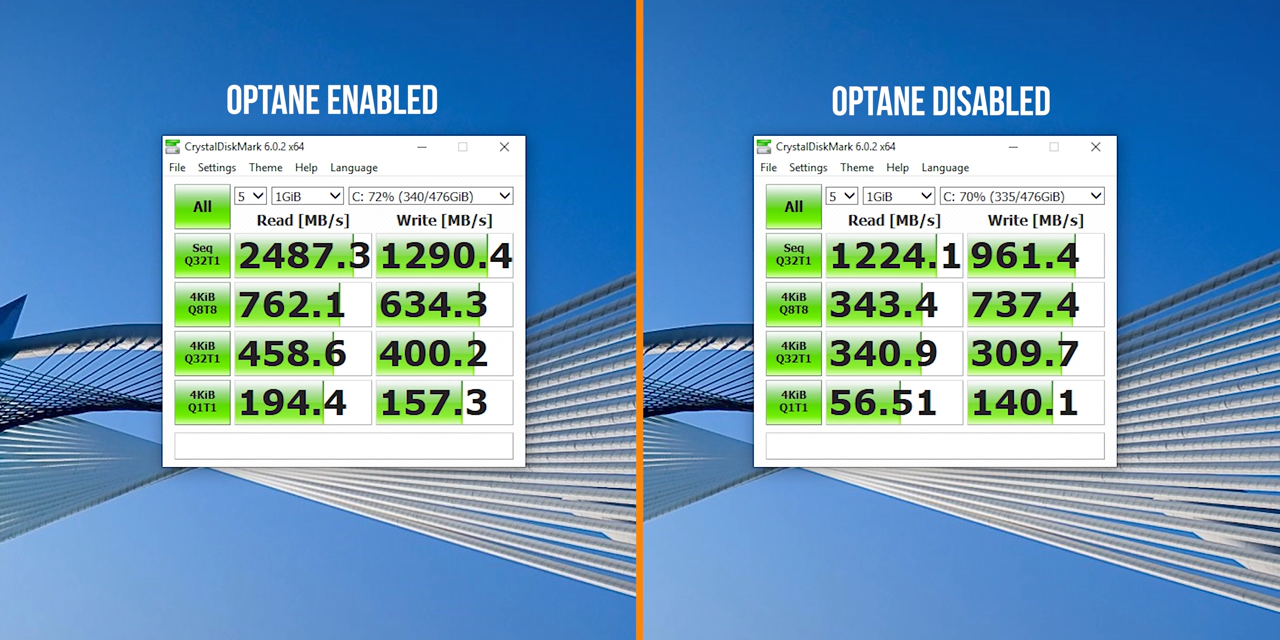 OPTANE ENABLED
CrystalDiskMark 6.0.2 x64
File Settings Theme Help Language
All 5 1GiB C: 72% (340/476GiB)
Read [MB/s] Write [MB/s]
Seq
Q32T1 2487.3 1290.4
4KiB
Q8T8 762.1 634.3
4KiB
Q32T1 458.6 400.2
4KiB
Q1T1 194.4 157.3
OPTANE DISABLED
CrystalDiskMark 6.0.2 x64
File Settings Theme Help Language
All 5 1GiB C: 70% (335/476GiB)
Read [MB/s] Write [MB/s]
Seq
Q32T1 1224.1 961.4
4KiB
Q8T8 343.4 737.4
4KiB
Q32T1 340.9 309.7
4KiB
Q1T1 56.51 140.1